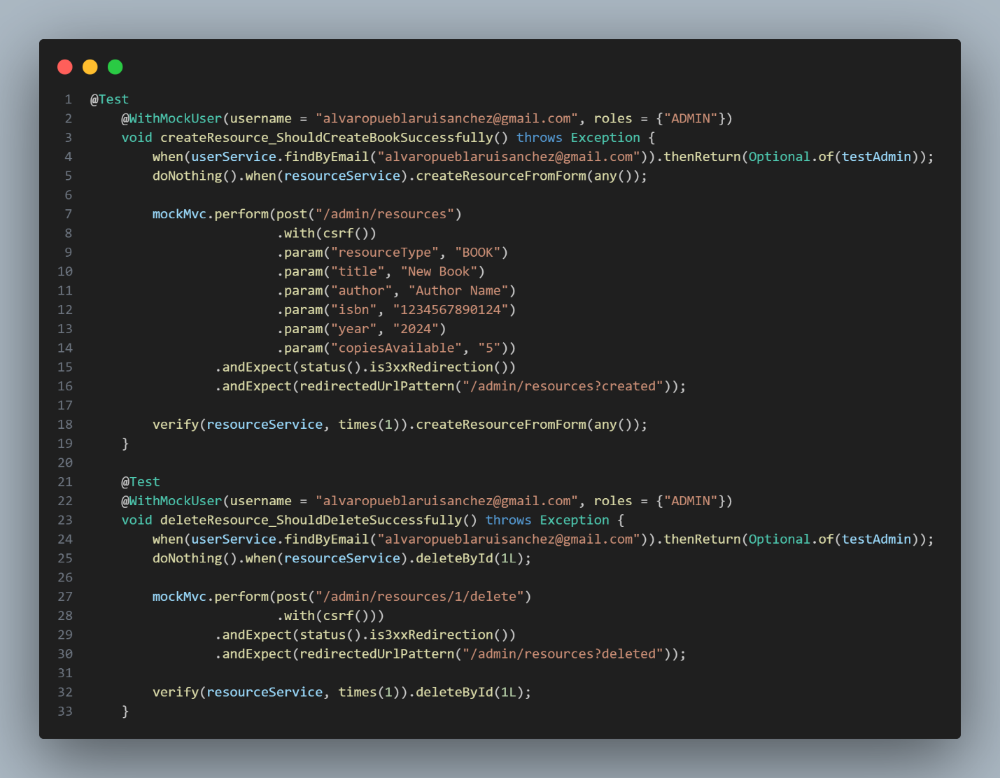 1 @Test
2     @WithMockUser(username = "alvaropueblaruisanchez@gmail.com", roles = {"ADMIN"})
3     void createResource_ShouldCreateBookSuccessfully() throws Exception {
4         when(userService.findByEmail("alvaropueblaruisanchez@gmail.com")).thenReturn(Optional.of(testAdmin));
5         doNothing().when(resourceService).createResourceFromForm(any());
6
7         mockMvc.perform(post("/admin/resources")
8                         .with(csrf())
9                         .param("resourceType", "BOOK")
10                         .param("title", "New Book")
11                         .param("author", "Author Name")
12                         .param("isbn", "1234567890124")
13                         .param("year", "2024")
14                         .param("copiesAvailable", "5"))
15                 .andExpect(status().is3xxRedirection())
16                 .andExpect(redirectedUrlPattern("/admin/resources?created"));
17
18         verify(resourceService, times(1)).createResourceFromForm(any());
19     }
20
21     @Test
22     @WithMockUser(username = "alvaropueblaruisanchez@gmail.com", roles = {"ADMIN"})
23     void deleteResource_ShouldDeleteSuccessfully() throws Exception {
24         when(userService.findByEmail("alvaropueblaruisanchez@gmail.com")).thenReturn(Optional.of(testAdmin));
25         doNothing().when(resourceService).deleteById(1L);
26
27         mockMvc.perform(post("/admin/resources/1/delete")
28                         .with(csrf()))
29                 .andExpect(status().is3xxRedirection())
30                 .andExpect(redirectedUrlPattern("/admin/resources?deleted"));
31
32         verify(resourceService, times(1)).deleteById(1L);
33     }